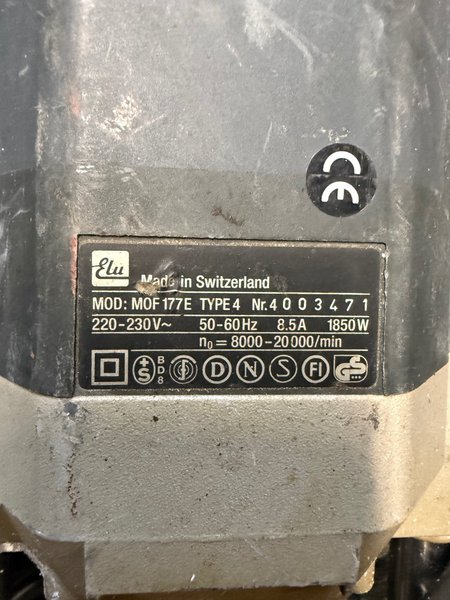 CE
Elu
Made in Switzerland
MOD: MOF 177E TYPE 4 Nr. 4 0 0 3 4 7 1
220-230V~ 50-60Hz 8.5A 1850W
n₀ = 8000-20000/min
S BD8 D N S FI GS